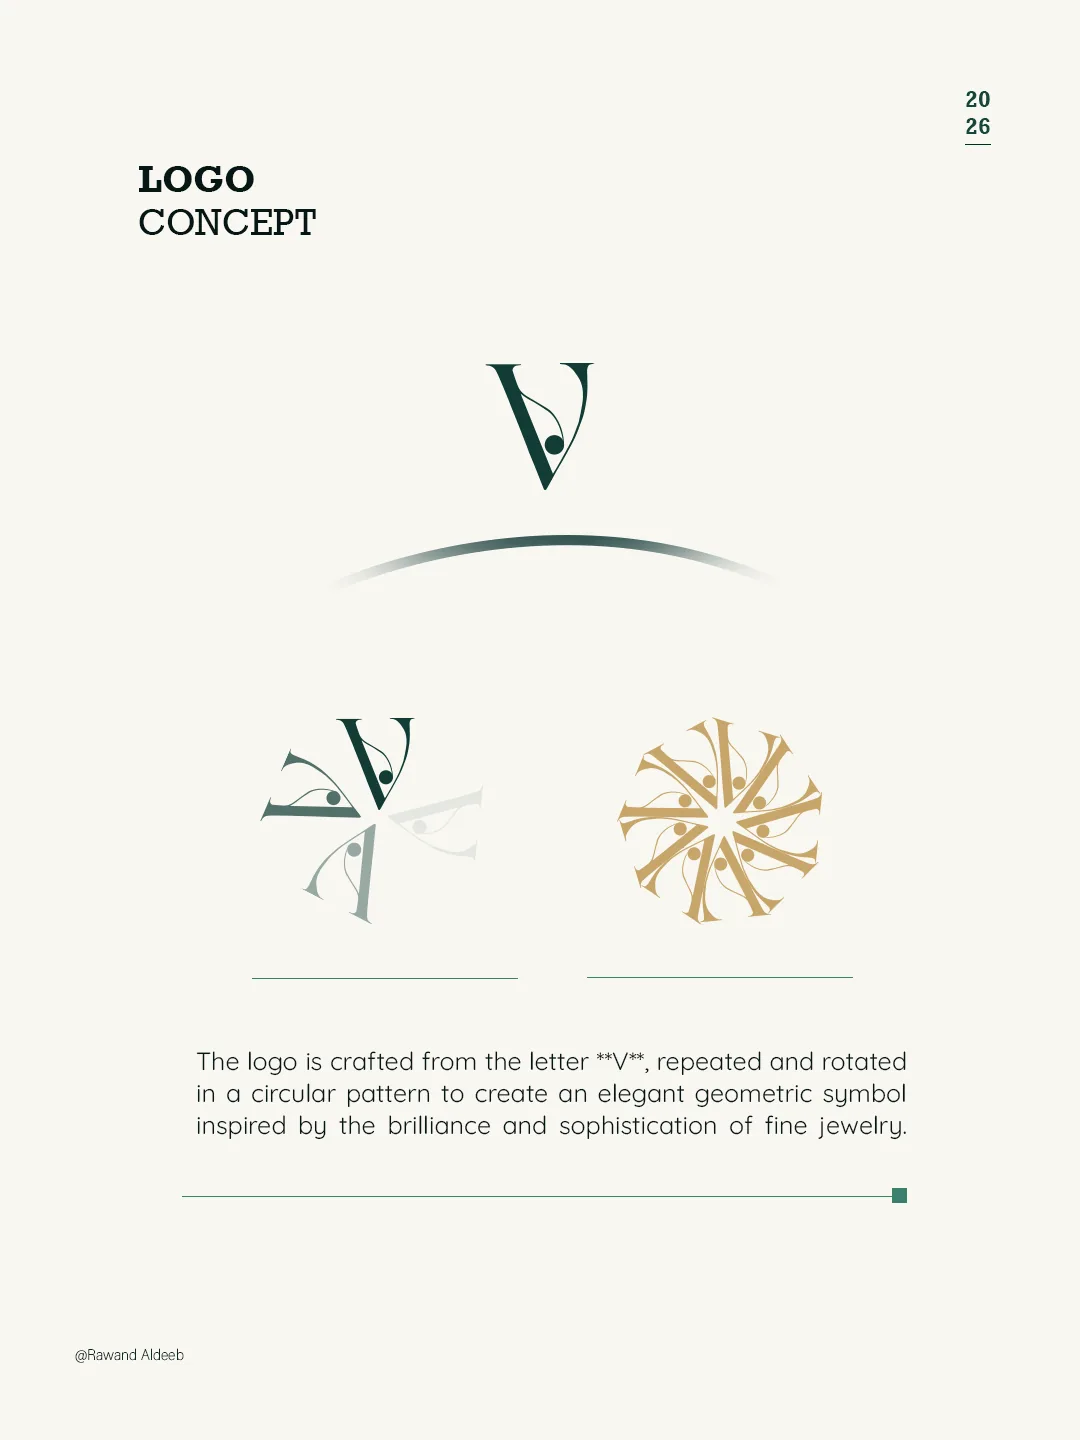 20
26
LOGO
CONCEPT
V
The logo is crafted from the letter **V**, repeated and rotated
in a circular pattern to create an elegant geometric symbol
inspired by the brilliance and sophistication of fine jewelry.
@Rawand Aldeeb